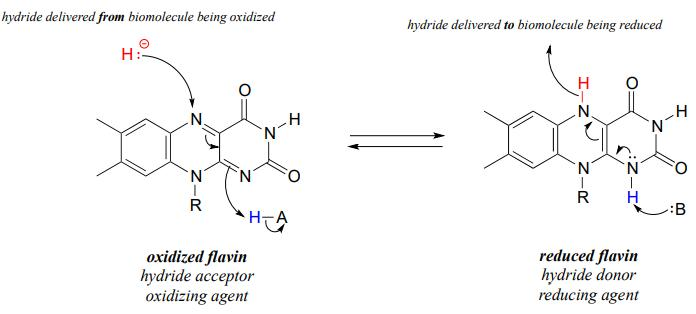 hydride delivered from biomolecule being oxidized
hydride delivered to biomolecule being reduced
H:⊖
O
N
N
H
N
N
O
R
H–A
H
O
N
N
H
N
N
O
R
H
:B
oxidized flavin
hydride acceptor
oxidizing agent
reduced flavin
hydride donor
reducing agent